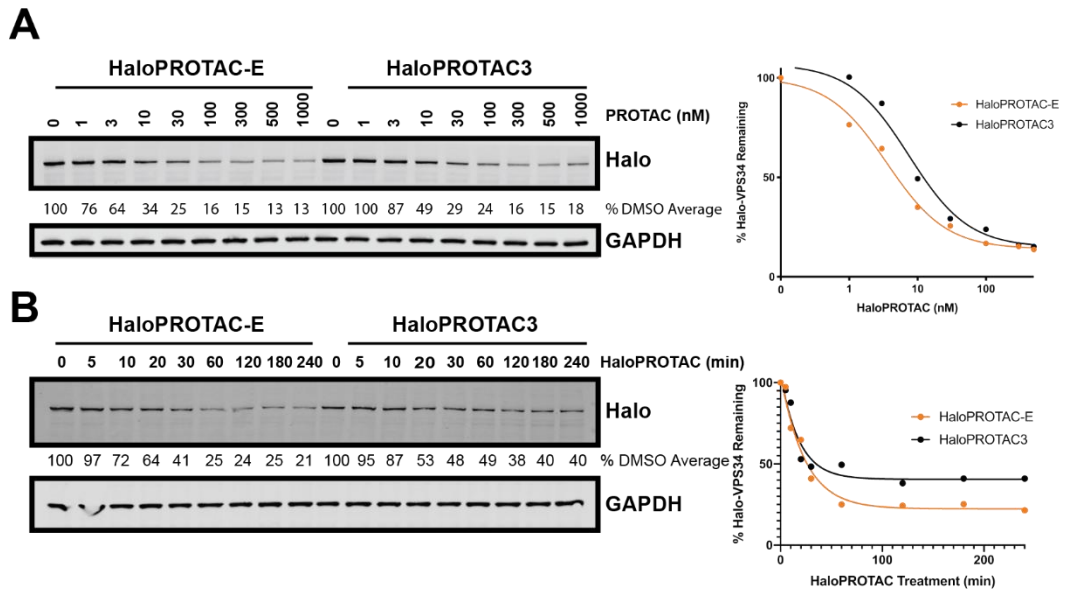 A
HaloPROTAC-E HaloPROTAC3
0 1 3 10 30 100 300 500 1000 0 1 3 10 30 100 300 500 1000 PROTAC (nM)
Halo
100 76 64 34 25 16 15 13 13 100 100 87 49 29 24 16 15 18 % DMSO Average
GAPDH
% Halo-VPS34 Remaining
100
50
0
0 1 10 100
HaloPROTAC (nM)
HaloPROTAC-E
HaloPROTAC3
B
HaloPROTAC-E HaloPROTAC3
0 5 10 20 30 60 120 180 240 0 5 10 20 30 60 120 180 240 HaloPROTAC (min)
Halo
100 97 72 64 41 25 24 25 21 100 95 87 53 48 49 38 40 40 % DMSO Average
GAPDH
% Halo-VPS34 Remaining
100
50
0
0 100 200
HaloPROTAC Treatment (min)
HaloPROTAC-E
HaloPROTAC3